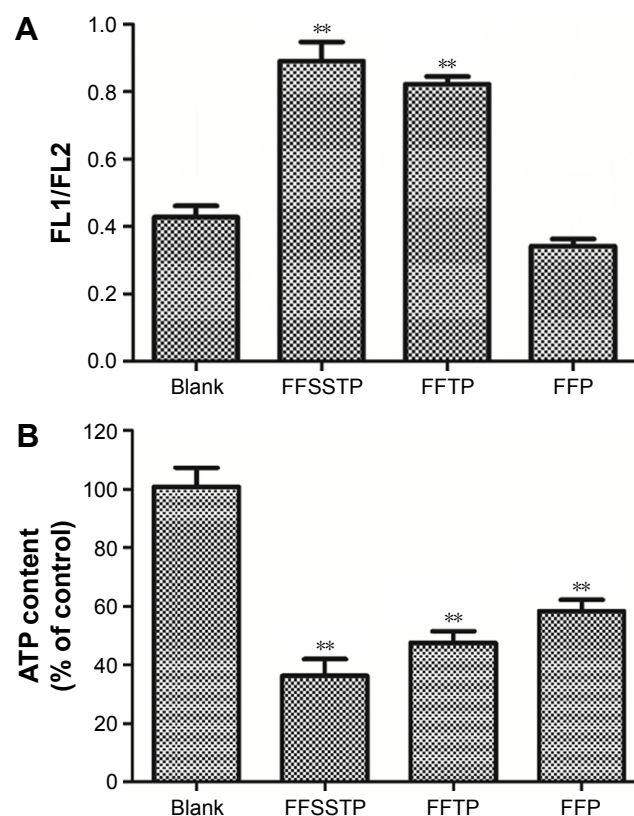 A
FL1/FL2
1.0
0.8
0.6
0.4
0.2
0.0
**
**
Blank
FFSSTP
FFTP
FFP
B
ATP content
(% of control)
120
100
80
60
40
20
0
**
**
**
Blank
FFSSTP
FFTP
FFP